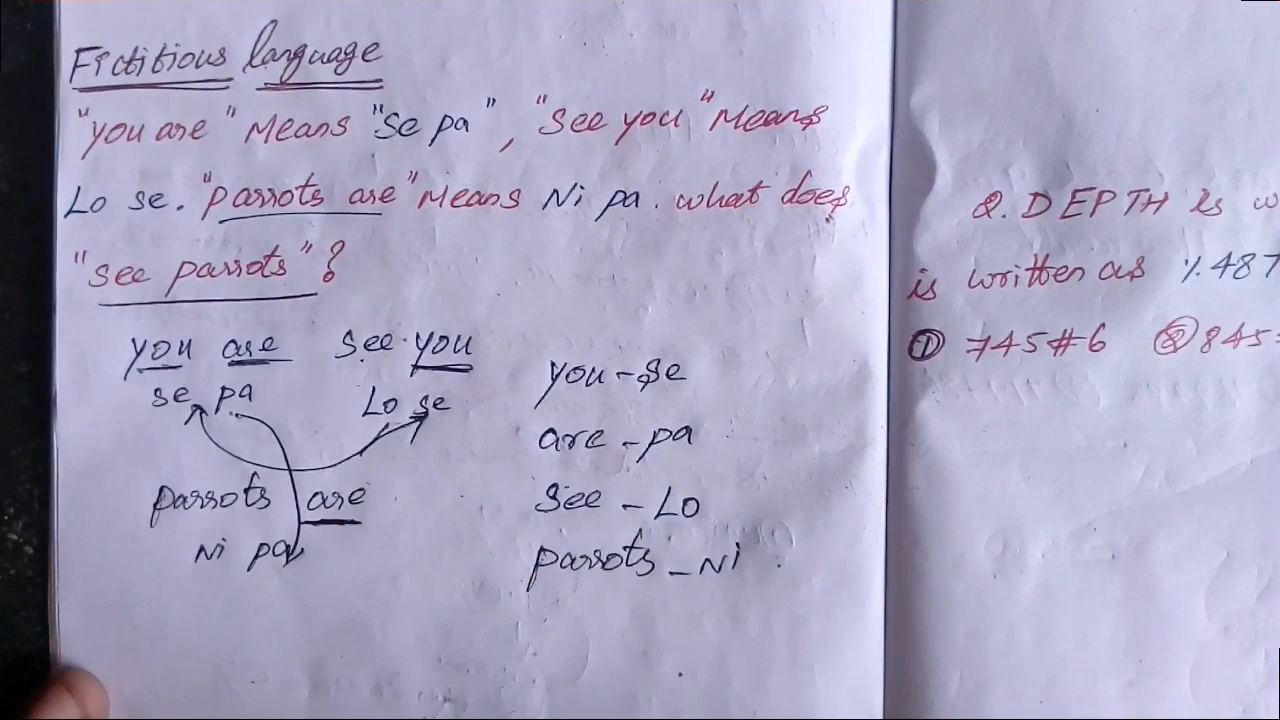 Fictitious language
"you are" Means "Se pa", "See you" Means
Lo se. "parrots are" Means Ni pa. what does
"see parrots"?
you are See you
se pa Lo se
parrots are
Ni pa
you - se
are - pa
See - Lo
parrots - Ni
Q. DEPTH is w
is written as %487
① 745#6 ② 845